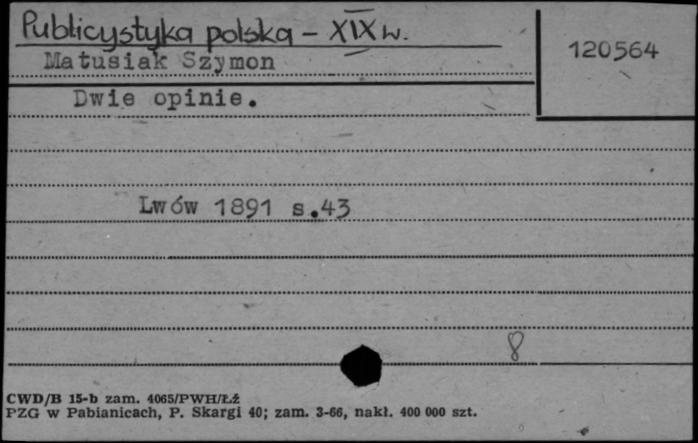 Publicystyka polska - XIX w.
120564
Matusiak Szymon
Dwie opinie.
Lwów 1891 s.43
8
CWD/B 15-b zam. 4065/PWH/ŁŻ
PZG w Pabianicach, P. Skargi 40; zam. 3-66, nakł. 400 000 szt.